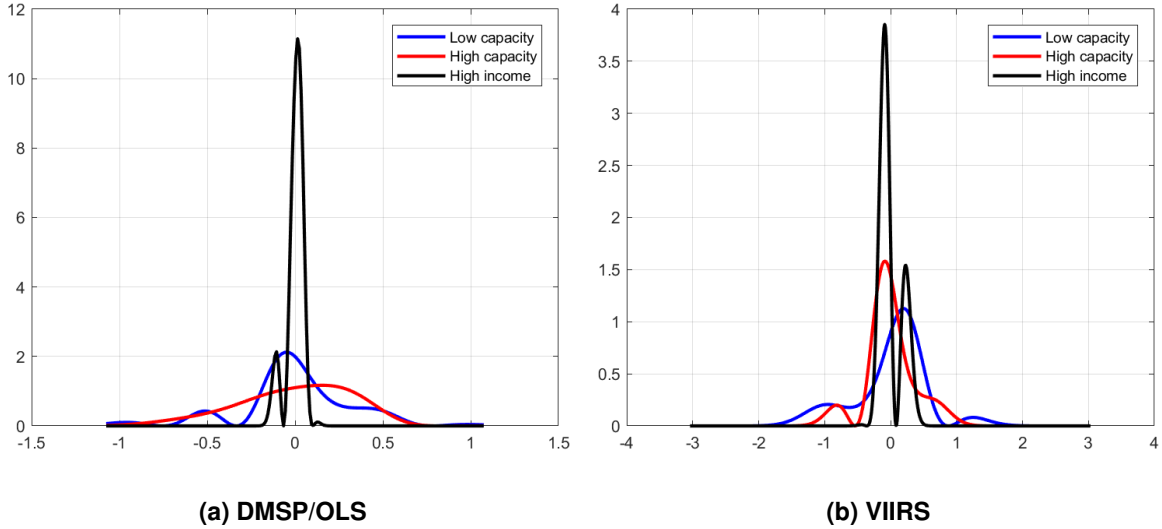 12
10
8
6
4
2
0
-1.5 -1 -0.5 0 0.5 1 1.5
Low capacity
High capacity
High income
(a) DMSP/OLS
4
3.5
3
2.5
2
1.5
1
0.5
0
-4 -3 -2 -1 0 1 2 3 4
Low capacity
High capacity
High income
(b) VIIRS